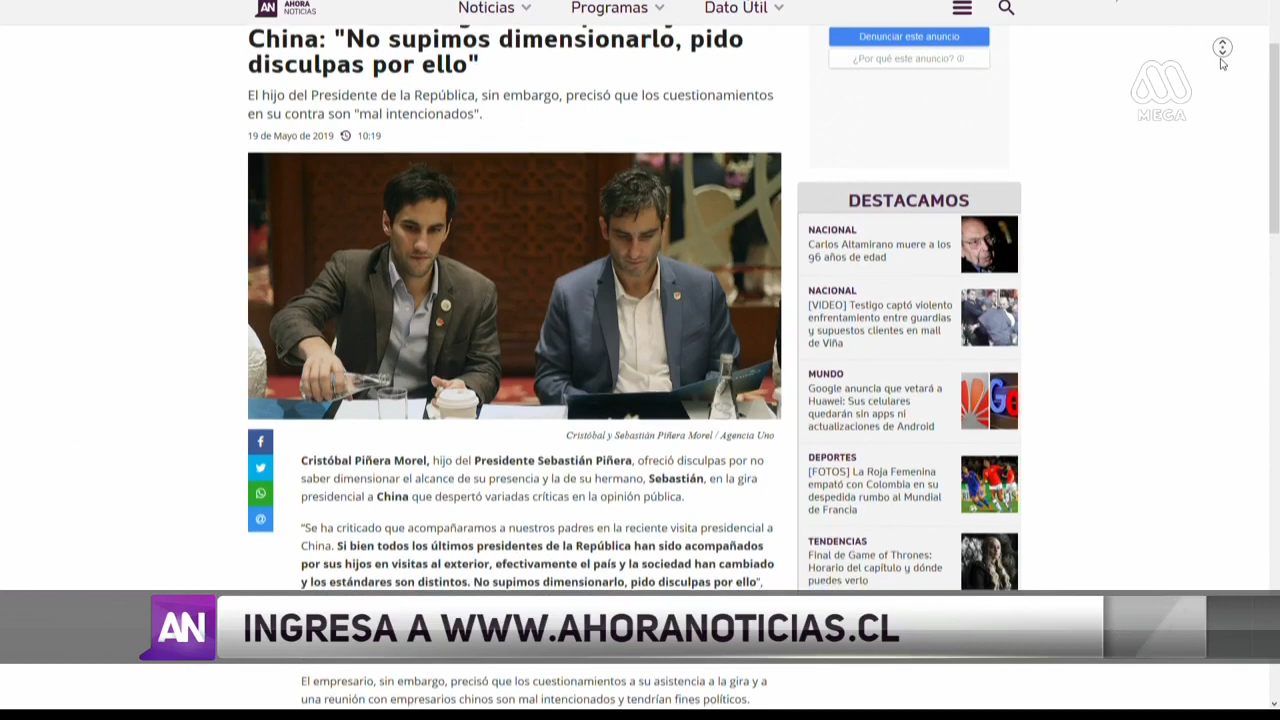 AN AHORA NOTICIAS
Noticias
Programas
Dato Útil
China: "No supimos dimensionarlo, pido
disculpas por ello"
El hijo del Presidente de la República, sin embargo, precisó que los cuestionamientos
en su contra son "mal intencionados".
19 de Mayo de 2019 10:19
Cristóbal y Sebastián Piñera Morel / Agencia Uno
Cristóbal Piñera Morel, hijo del Presidente Sebastián Piñera, ofreció disculpas por no
saber dimensionar el alcance de su presencia y la de su hermano, Sebastián, en la gira
presidencial a China que despertó variadas críticas en la opinión pública.
"Se ha criticado que acompañaramos a nuestros padres en la reciente visita presidencial a
China. Si bien todos los últimos presidentes de la República han sido acompañados
por sus hijos en visitas al exterior, efectivamente el país y la sociedad han cambiado
y los estándares son distintos. No supimos dimensionarlo, pido disculpas por ello",
El empresario, sin embargo, precisó que los cuestionamientos a su asistencia a la gira y a
una reunión con empresarios chinos son mal intencionados y tendrían fines políticos.
Denunciar este anuncio
¿Por qué este anuncio?
MEGA
DESTACAMOS
NACIONAL
Carlos Altamirano muere a los
96 años de edad
NACIONAL
[VIDEO] Testigo captó violento
enfrentamiento entre guardias
y supuestos clientes en mall
de Viña
MUNDO
Google anuncia que vetará a
Huawei: Sus celulares
quedarán sin apps ni
actualizaciones de Android
DEPORTES
[FOTOS] La Roja Femenina
empató con Colombia en su
despedida rumbo al Mundial
de Francia
TENDENCIAS
Final de Game of Thrones:
Horario del capítulo y dónde
puedes verlo
AN
INGRESA A WWW.AHORANOTICIAS.CL